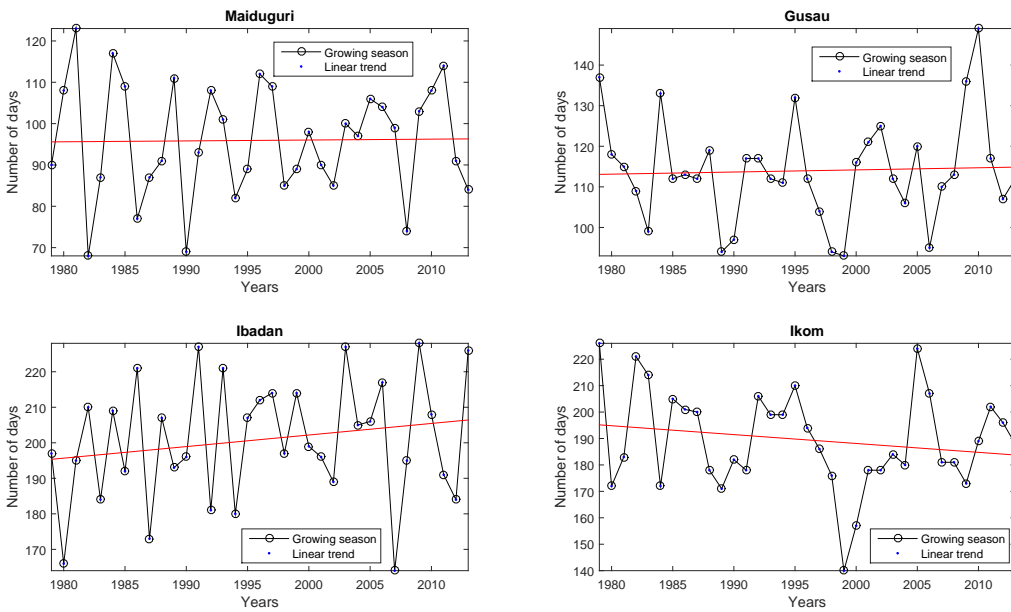 Maiduguri
Number of days
120
110
100
90
80
70
Growing season
Linear trend
1980 1985 1990 1995 2000 2005 2010
Years
Gusau
Number of days
140
130
120
110
100
Growing season
Linear trend
1980 1985 1990 1995 2000 2005 2010
Years
Ibadan
Number of days
220
210
200
190
180
170
Growing season
Linear trend
1980 1985 1990 1995 2000 2005 2010
Years
Ikom
Number of days
220
210
200
190
180
170
160
150
140
Growing season
Linear trend
1980 1985 1990 1995 2000 2005 2010
Years